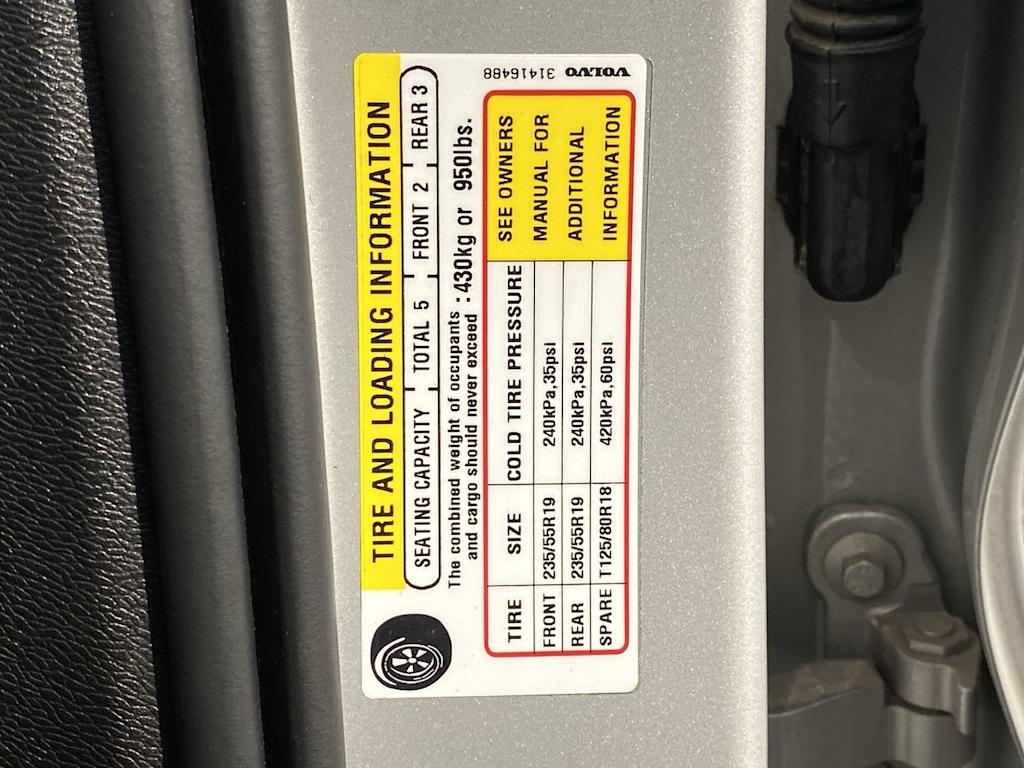 TIRE AND LOADING INFORMATION
SEATING CAPACITY TOTAL 5 FRONT 2 REAR 3
The combined weight of occupants
and cargo should never exceed : 430kg or 950lbs.
TIRE SIZE COLD TIRE PRESSURE
FRONT 235/55R19 240kPa,35psI
REAR 235/55R19 240kPa,35psI
SPARE T125/80R18 420kPa,60psI
SEE OWNERS
MANUAL FOR
ADDITIONAL
INFORMATION
VOLVO 31416488